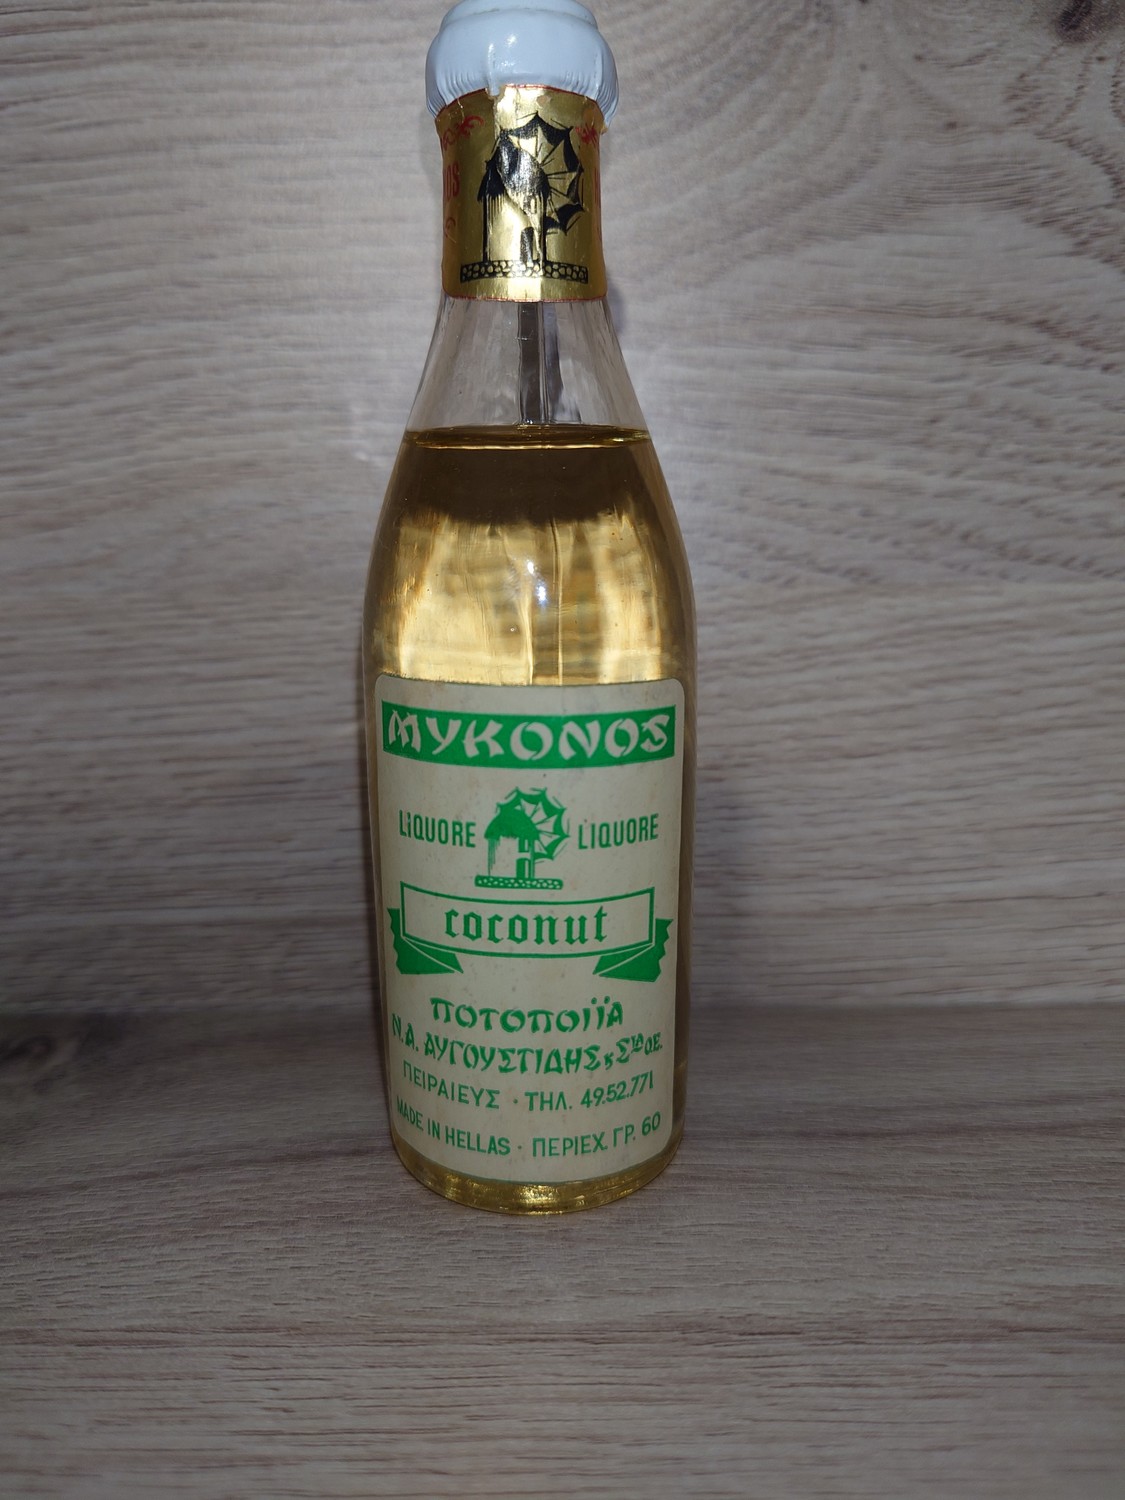 MYKONOS
LIQUORE LIQUORE
coconut
ΠΟΤΟΠΟΙΪΑ
Ν.Α. ΑΥΓΟΥΣΤΙΔΗΣ & ΣΙΑ Ο.Ε.
ΠΕΙΡΑΙΕΥΣ · ΤΗΛ. 49.52.771
MADE IN HELLAS · ΠΕΡΙΕΧ. ΓΡ. 60